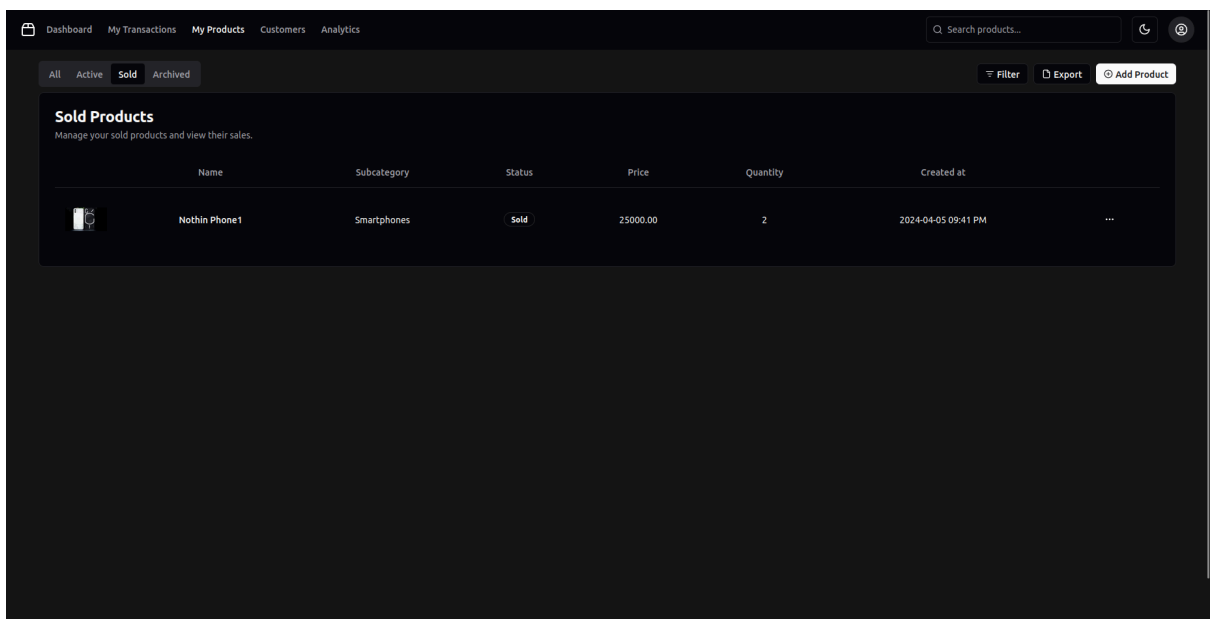 Dashboard My Transactions My Products Customers Analytics Search products...
All Active Sold Archived Filter Export Add Product
Sold Products
Manage your sold products and view their sales.
Name Subcategory Status Price Quantity Created at
Nothin Phone1 Smartphones Sold 25000.00 2 2024-04-05 09:41 PM ...